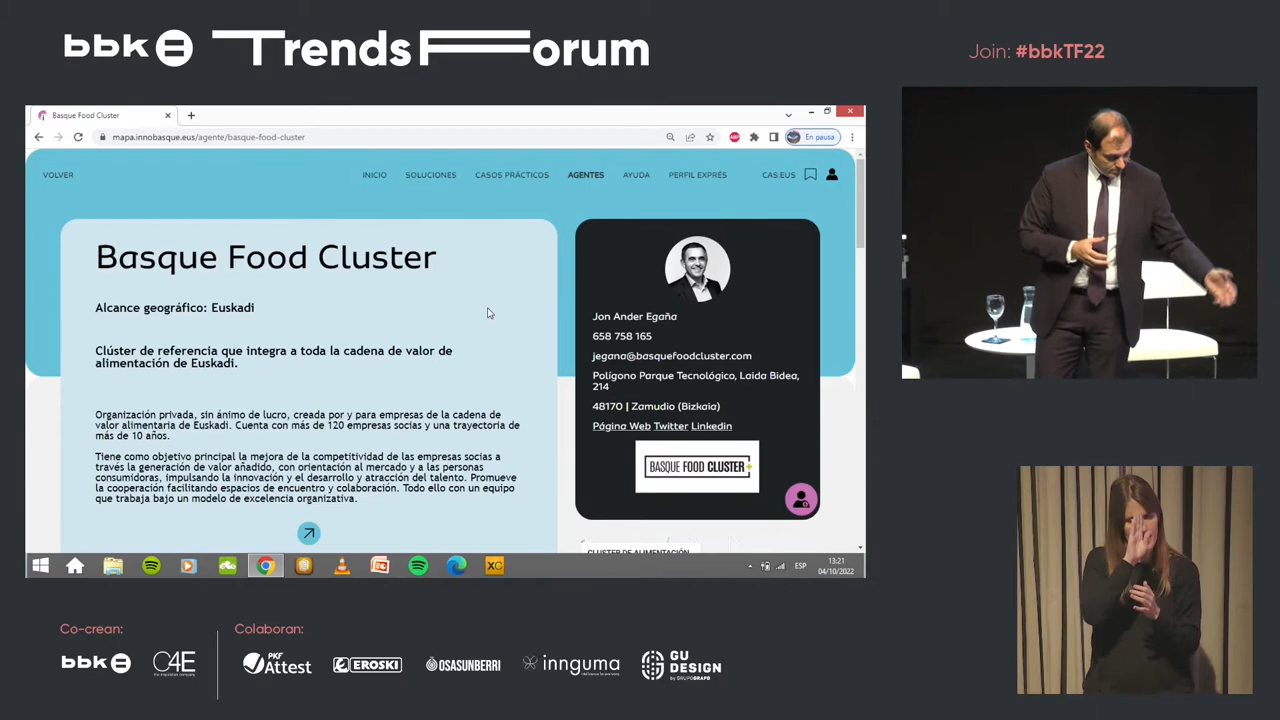 bbk Trends Forum
Join: #bbkTF22
Basque Food Cluster
mapa.innobasque.eus/agente/basque-food-cluster
ABP
En pausa
VOLVER
INICIO
SOLUCIONES
CASOS PRÁCTICOS
AGENTES
AYUDA
PERFIL EXPRÉS
CAS:EUS
Basque Food Cluster
Alcance geográfico: Euskadi
Clúster de referencia que integra a toda la cadena de valor de
alimentación de Euskadi.
Organización privada, sin ánimo de lucro, creada por y para empresas de la cadena de
valor alimentaria de Euskadi. Cuenta con más de 120 empresas socias y una trayectoria de
más de 10 años.
Tiene como objetivo principal la mejora de la competitividad de las empresas socias a
través la generación de valor añadido, con orientación al mercado y a las personas
consumidoras, impulsando la innovación y el desarrollo y atracción del talento. Promueve
la cooperación facilitando espacios de encuentro y colaboración. Todo ello con un equipo
que trabaja bajo un modelo de excelencia organizativa.
Jon Ander Egaña
658 758 165
jegana@basquefoodcluster.com
Polígono Parque Tecnológico, Laida Bidea,
214
48170 | Zamudio (Bizkaia)
Página Web Twitter Linkedin
BASQUE FOOD CLUSTER+
CLUSTER DE ALIMENTACIÓN
XC
ESP
13:21
04/10/2022
Co-crean:
bbk
C4E
Colaboran:
PKF
Attest
EROSKI
OSASUNBERRI
innguma
GU
DESIGN
by GRUPOGRAFO